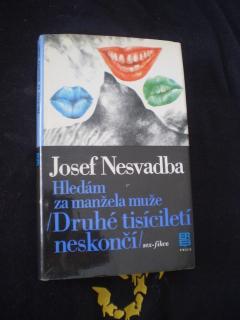 Josef Nesvadba
Hledám
za manžela muže
/Druhé tisíciletí
neskončí/ sex-fikce